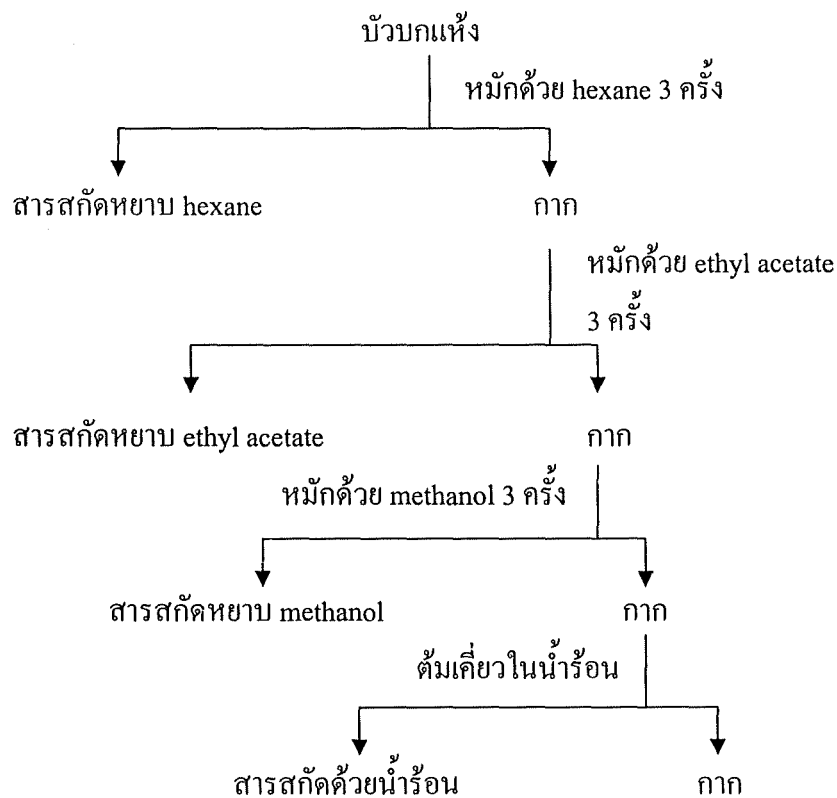 บัวบกแห้ง
หมักด้วย hexane 3 ครั้ง
สารสกัดหยาบ hexane
กาก
หมักด้วย ethyl acetate
3 ครั้ง
สารสกัดหยาบ ethyl acetate
กาก
หมักด้วย methanol 3 ครั้ง
สารสกัดหยาบ methanol
กาก
ต้มเคี่ยวในน้ำร้อน
สารสกัดด้วยน้ำร้อน
กาก